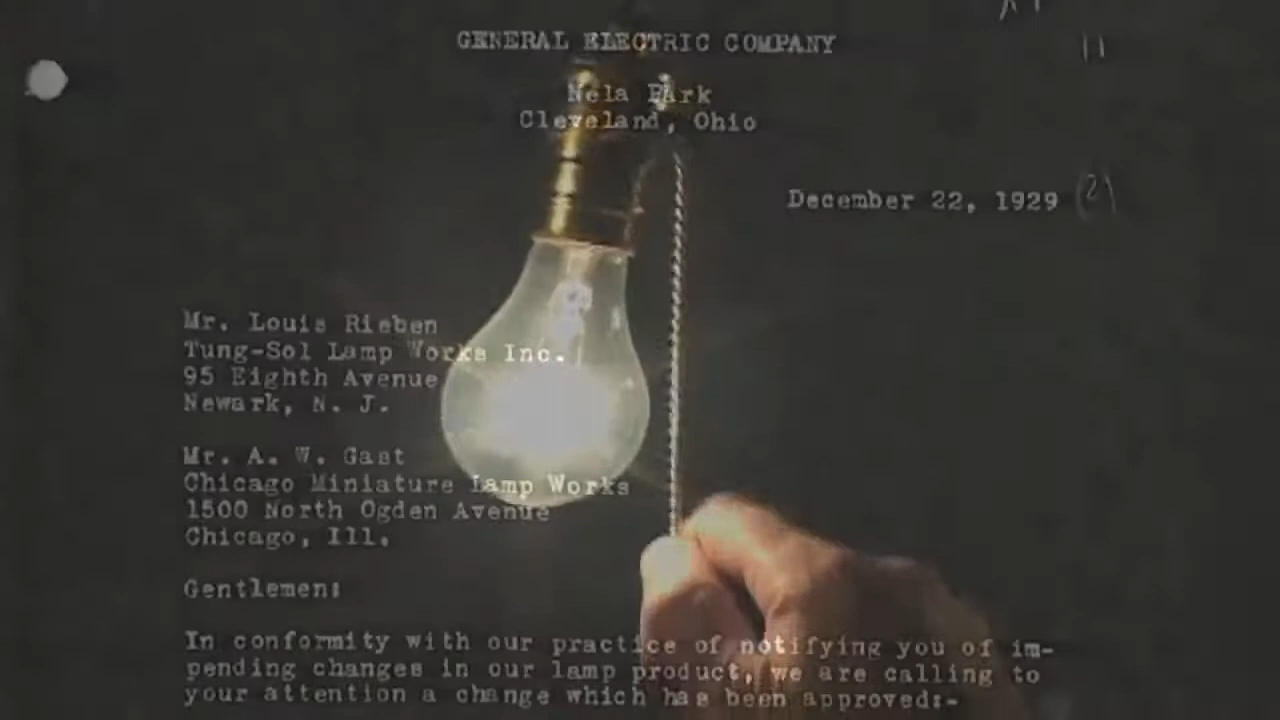 GENERAL ELECTRIC COMPANY
Nela Park
Cleveland, Ohio
December 22, 1929 (2)
Mr. Louis Rieben
Tung-Sol Lamp Works Inc.
95 Eighth Avenue
Newark, N. J.
Mr. A. W. Gast
Chicago Miniature Lamp Works
1500 North Ogden Avenue
Chicago, Ill.
Gentlemen:
In conformity with our practice of notifying you of im-
pending changes in our lamp product, we are calling to
your attention a change which has been approved:-